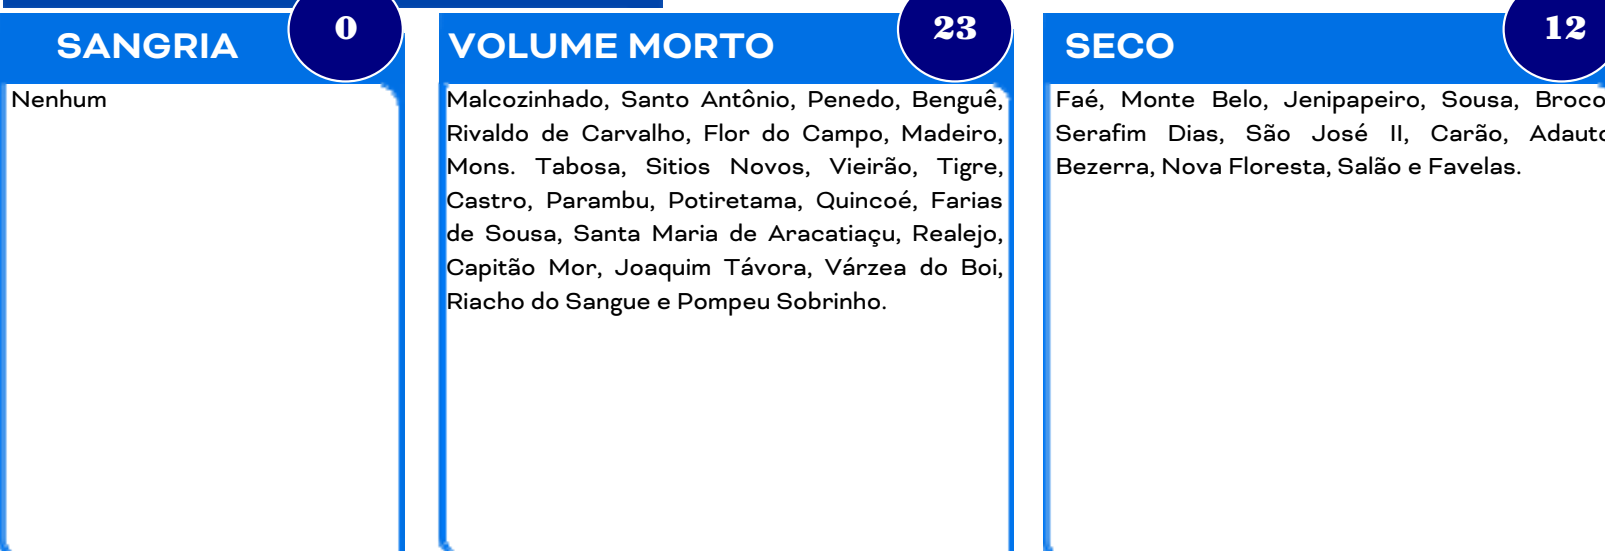 SANGRIA
0
Nenhum
VOLUME MORTO
23
Malcozinhado, Santo Antônio, Penedo, Benguê,
Rivaldo de Carvalho, Flor do Campo, Madeiro,
Mons. Tabosa, Sitios Novos, Vieirão, Tigre,
Castro, Parambu, Potiretama, Quincoé, Farias
de Sousa, Santa Maria de Aracatiaçu, Realejo,
Capitão Mor, Joaquim Távora, Várzea do Boi,
Riacho do Sangue e Pompeu Sobrinho.
SECO
12
Faé, Monte Belo, Jenipapeiro, Sousa, Broco
Serafim Dias, São José II, Carão, Adauto
Bezerra, Nova Floresta, Salão e Favelas.